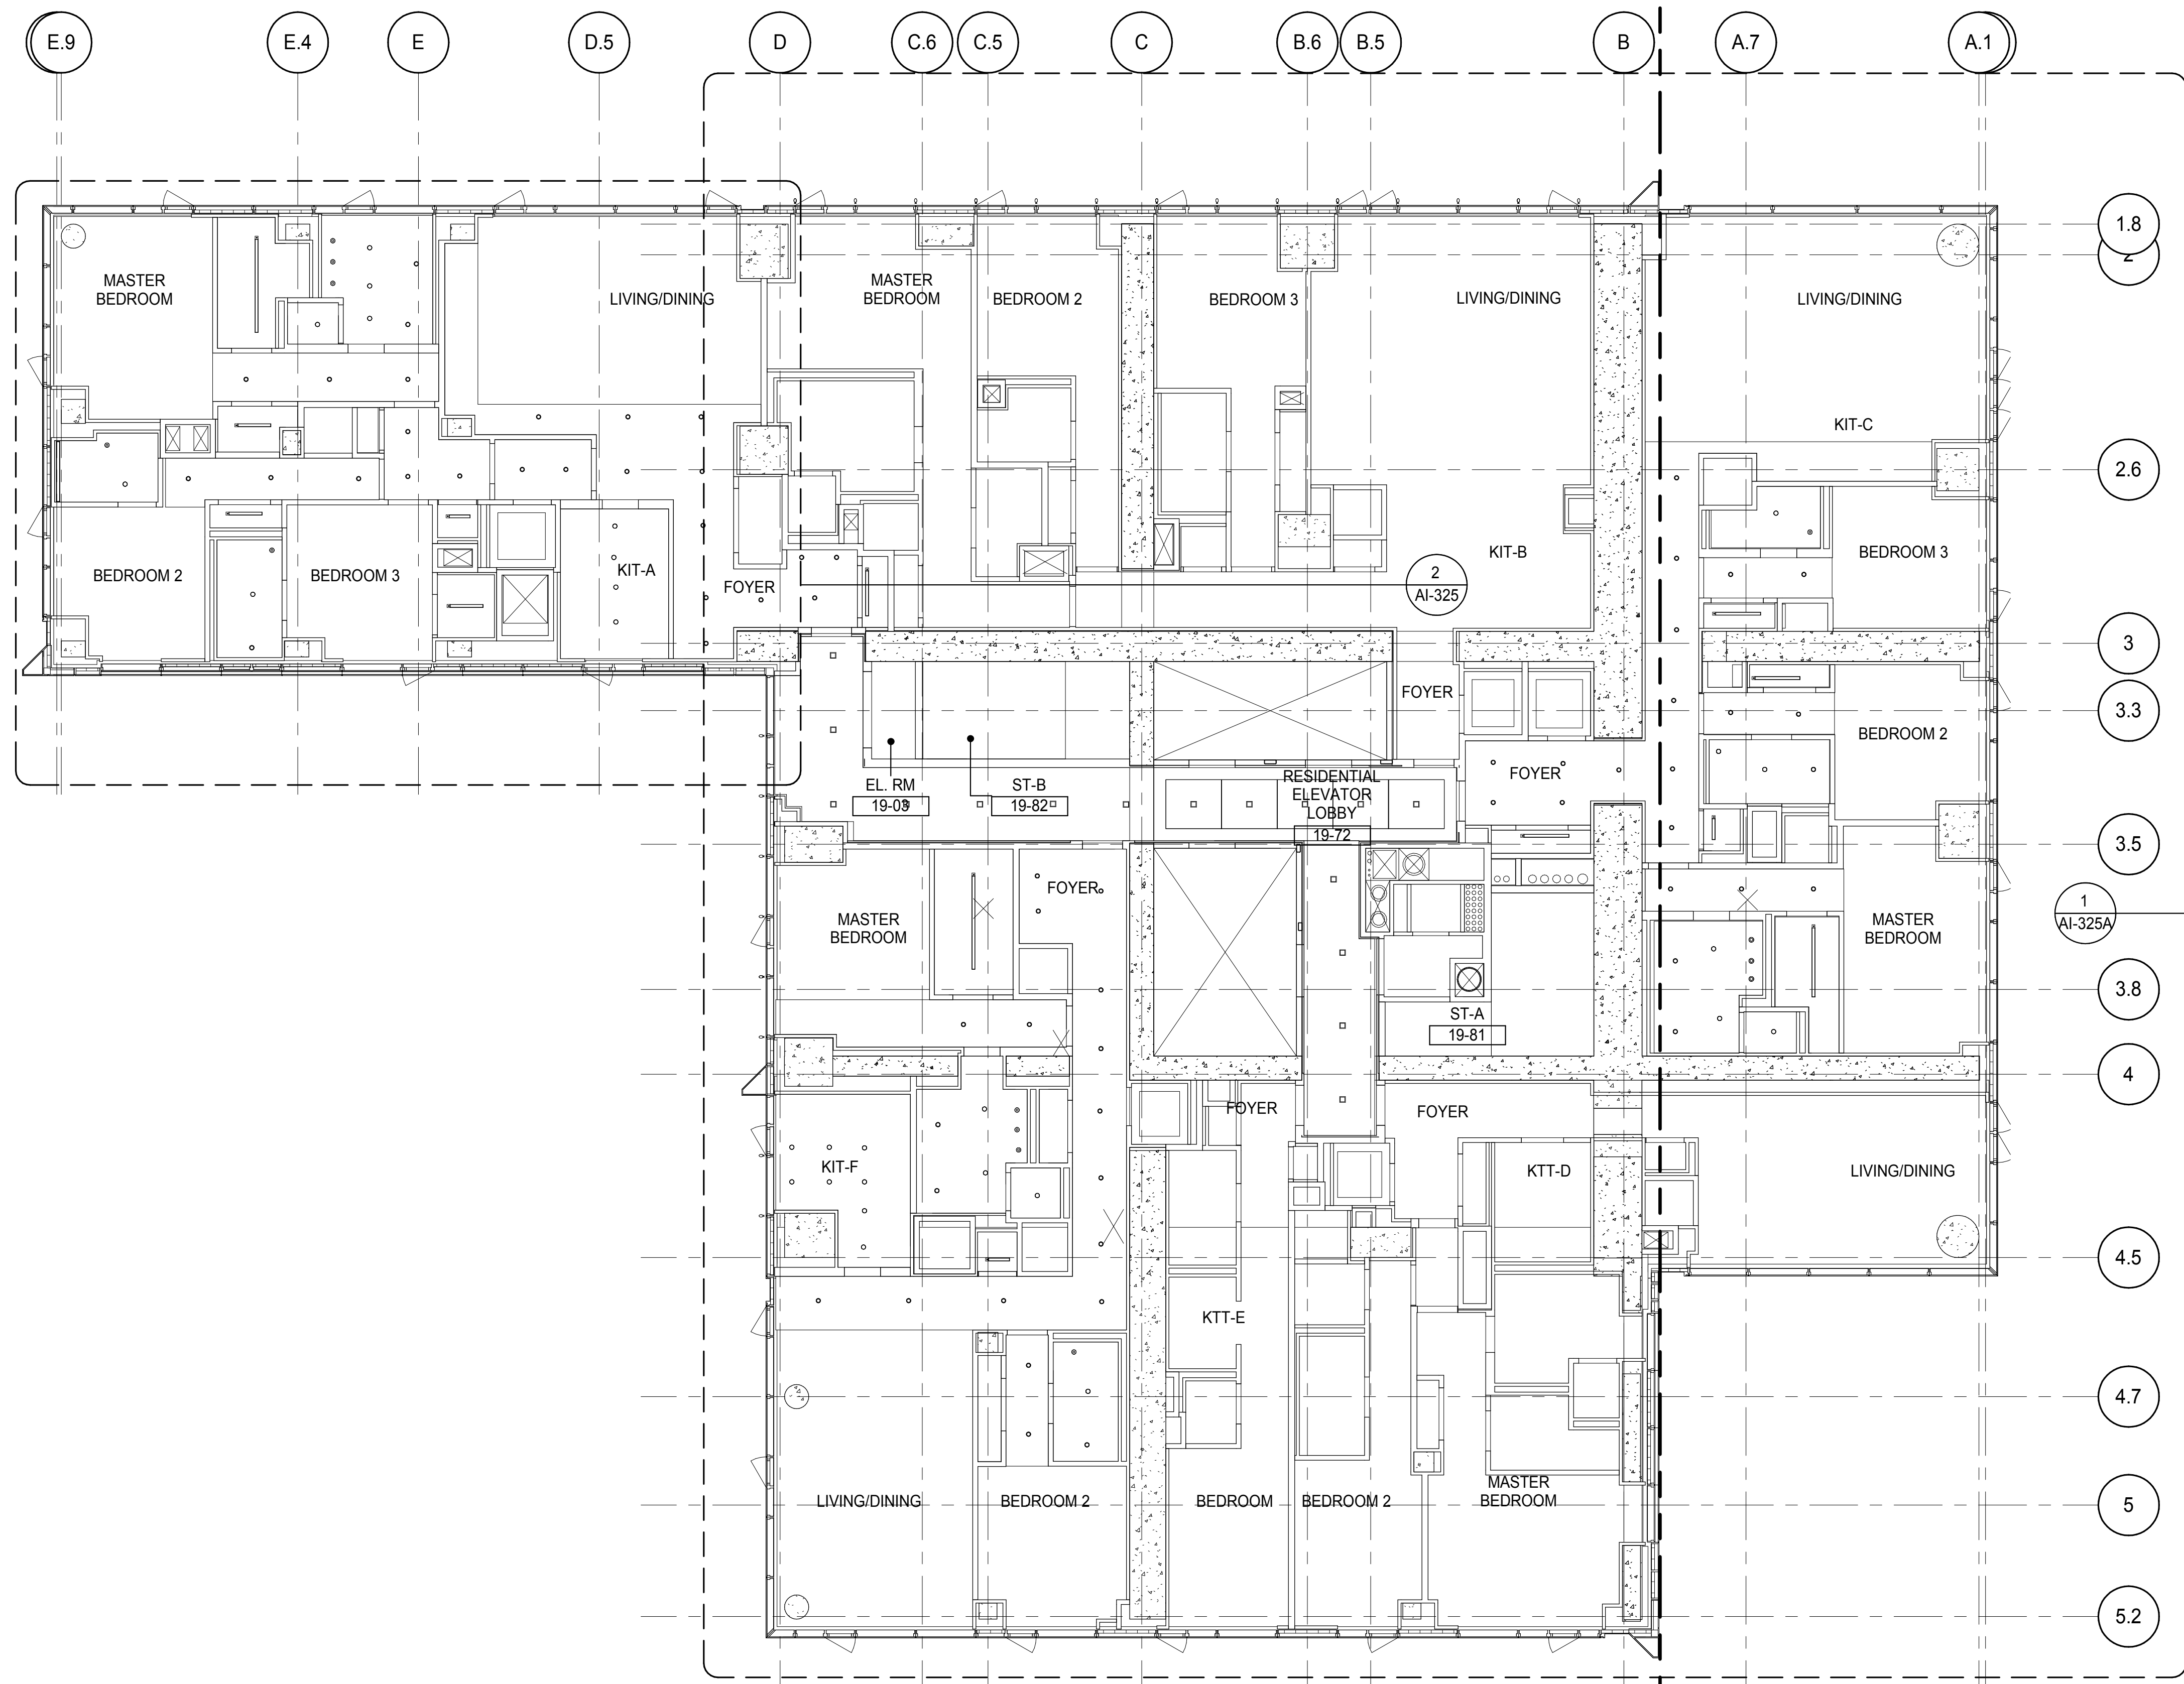 E.9
E.4
E
D.5
D
C.6
C.5
C
B.6
B.5
B
A.7
A.1
1.8
2
MASTER
BEDROOM
LIVING/DINING
MASTER
BEDROOM
BEDROOM 2
BEDROOM 3
LIVING/DINING
LIVING/DINING
KIT-C
2.6
BEDROOM 2
BEDROOM 3
KIT-A
FOYER
2
AI-325
KIT-B
BEDROOM 3
3
FOYER
3.3
BEDROOM 2
EL. RM
19-03
ST-B
19-82
RESIDENTIAL
ELEVATOR
LOBBY
19-72
FOYER
3.5
FOYER
MASTER
BEDROOM
MASTER
BEDROOM
1
AI-325A
3.8
ST-A
19-81
4
FOYER
FOYER
KIT-F
KTT-D
LIVING/DINING
4.5
KTT-E
4.7
LIVING/DINING
BEDROOM 2
BEDROOM
BEDROOM 2
MASTER
BEDROOM
5
5.2